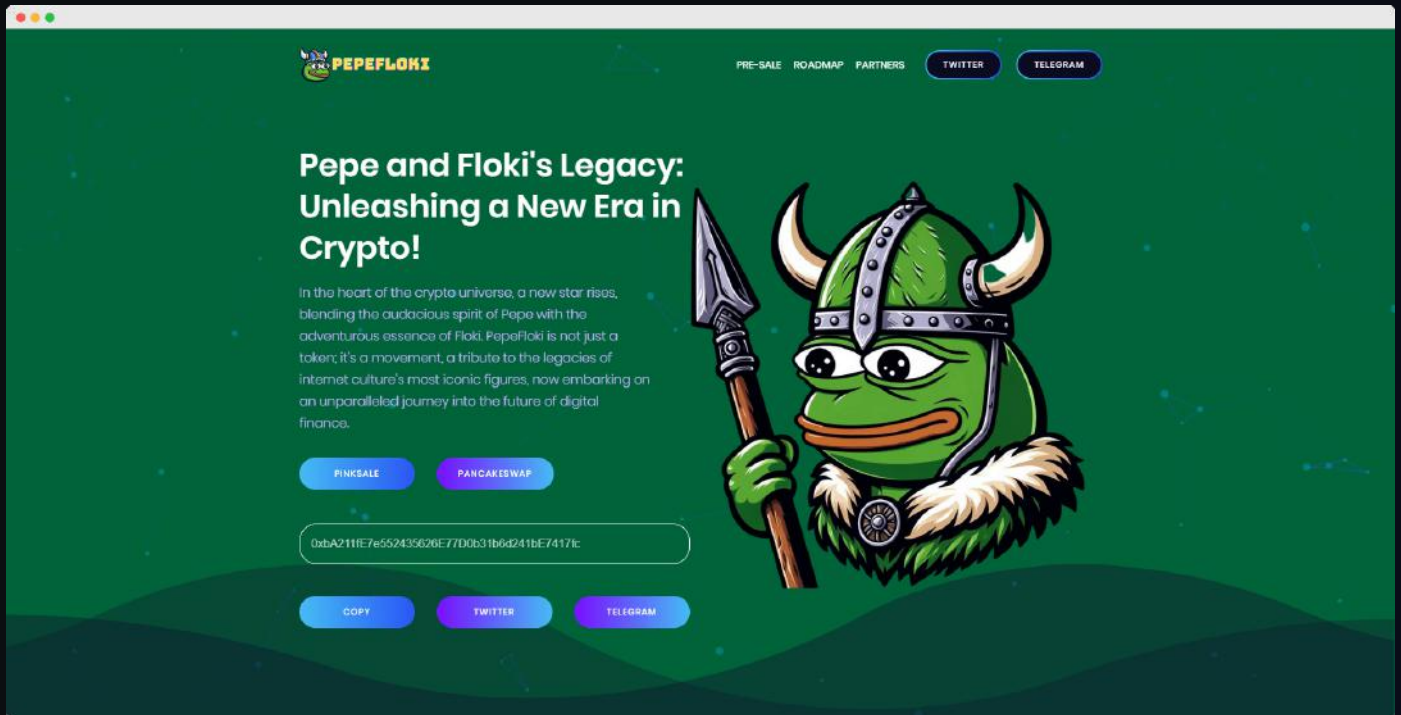 PEPEFLOKI
PRE-SALE ROADMAP PARTNERS TWITTER TELEGRAM
Pepe and Floki's Legacy:
Unleashing a New Era in
Crypto!
In the heart of the crypto universe, a new star rises,
blending the audacious spirit of Pepe with the
adventurous essence of Floki. PepeFloki is not just a
token; it's a movement, a tribute to the legacies of
internet culture's most iconic figures, now embarking on
an unparalleled journey into the future of digital
finance.
PINKSALE PANCAKESWAP
0xbA211fE7e552435626E77D0b31b6d241bE7417fc
COPY TWITTER TELEGRAM